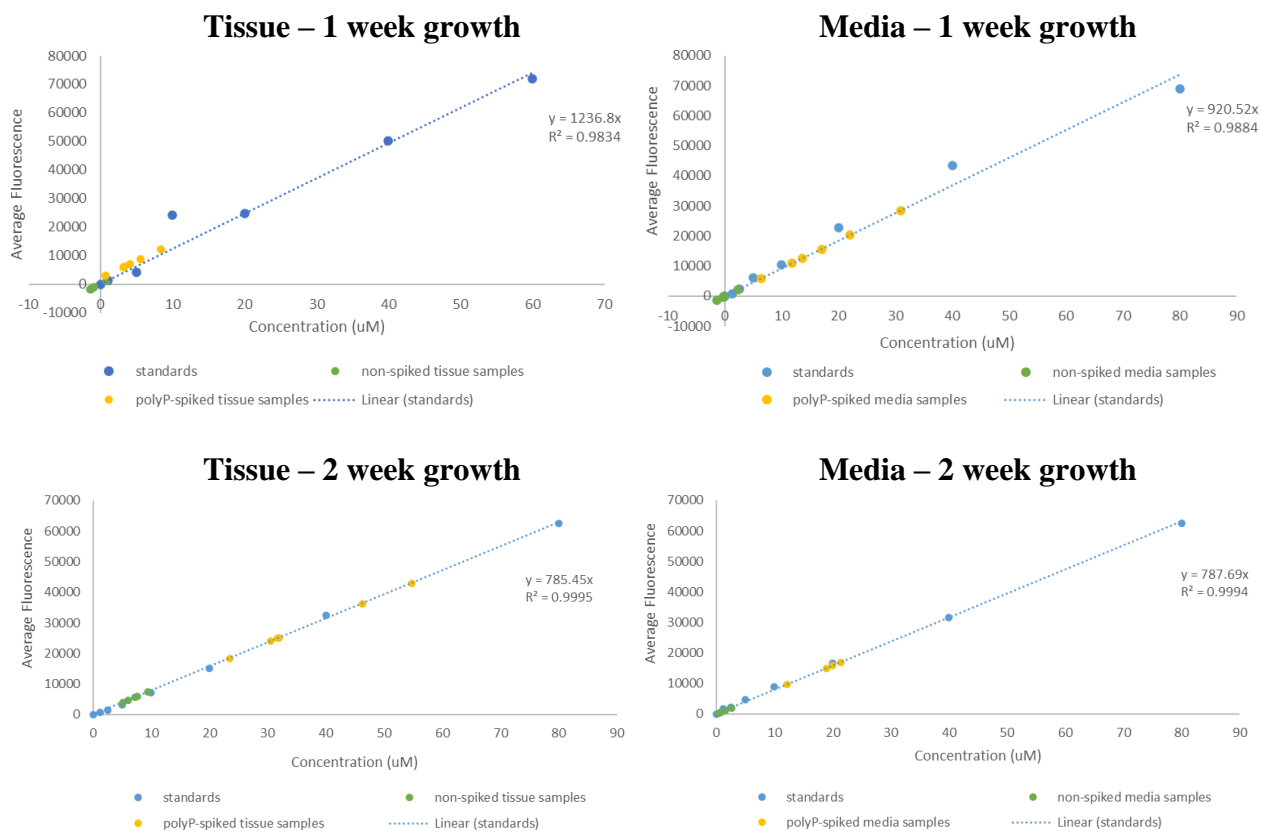 Tissue – 1 week growth
80000
70000
60000
50000
40000
30000
20000
10000
0
-10000
-10 0 10 20 30 40 50 60 70
Average Fluorescence
Concentration (uM)
y = 1236.8x
R² = 0.9834
standards non-spiked tissue samples
polyP-spiked tissue samples Linear (standards)
Media – 1 week growth
80000
70000
60000
50000
40000
30000
20000
10000
0
-10000
-10 0 10 20 30 40 50 60 70 80 90
Average Fluorescence
Concentration (uM)
y = 920.52x
R² = 0.9884
standards non-spiked media samples
polyP-spiked media samples Linear (standards)
Tissue – 2 week growth
70000
60000
50000
40000
30000
20000
10000
0
0 10 20 30 40 50 60 70 80 90
Average Fluorescence
Concentration (uM)
y = 785.45x
R² = 0.9995
standards non-spiked tissue samples
polyP-spiked tissue samples Linear (standards)
Media – 2 week growth
70000
60000
50000
40000
30000
20000
10000
0
0 10 20 30 40 50 60 70 80 90
Average Fluorescence
Concentration (uM)
y = 787.69x
R² = 0.9994
standards non-spiked media samples
polyP-spiked media samples Linear (standards)